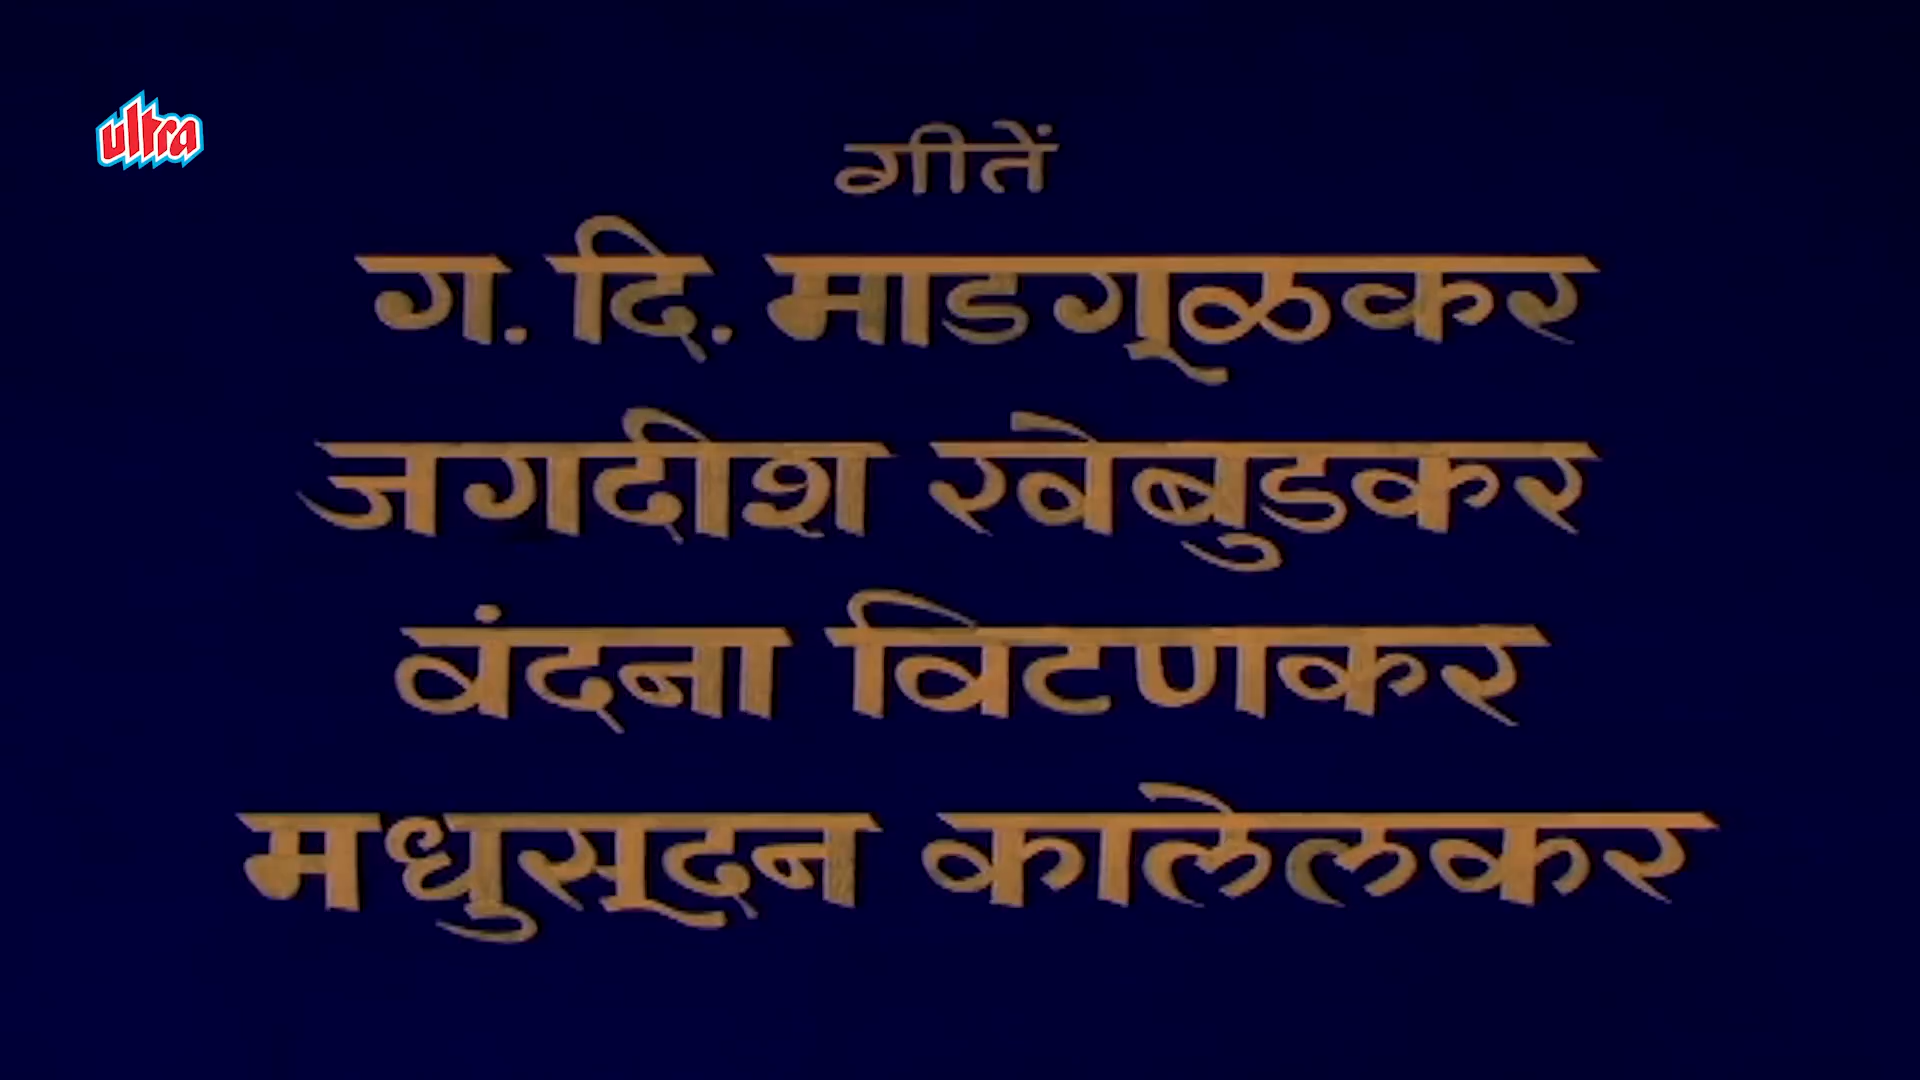 ultra
गीतें
ग. दि. माडगूळकर
जगदीश खेबुडकर
वंदना विटणकर
मधुसूदन कालेलकर